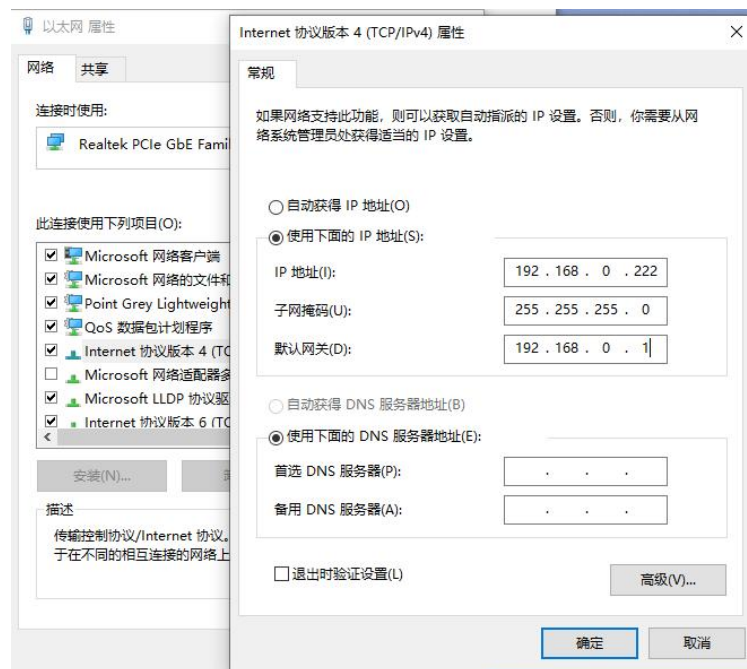 以太网 属性
网络
共享
连接时使用:
Realtek PCIe GbE Fami
此连接使用下列项目(O):
Microsoft 网络客户端
Microsoft 网络的文件和
Point Grey Lightweight
QoS 数据包计划程序
Internet 协议版本 4 (TC
Microsoft 网络适配器多
Microsoft LLDP 协议驱
Internet 协议版本 6 (TC
安装(N)...
描述
传输控制协议/Internet 协议。
于在不同的相互连接的网络上
Internet 协议版本 4 (TCP/IPv4) 属性
常规
如果网络支持此功能，则可以获取自动指派的 IP 设置。否则，你需要从网
络系统管理员处获得适当的 IP 设置。
自动获得 IP 地址(O)
使用下面的 IP 地址(S):
IP 地址(I): 192 . 168 . 0 . 222
子网掩码(U): 255 . 255 . 255 . 0
默认网关(D): 192 . 168 . 0 . 1
自动获得 DNS 服务器地址(B)
使用下面的 DNS 服务器地址(E):
首选 DNS 服务器(P): . . .
备用 DNS 服务器(A): . . .
退出时验证设置(L)
高级(V)...
确定
取消